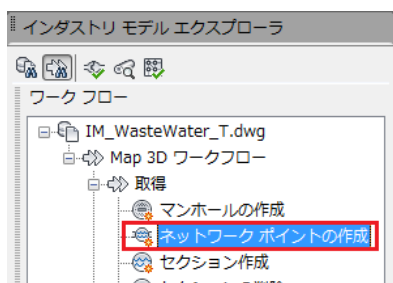 インダストリ モデル エクスプローラ
ワーク フロー
IM_WasteWater_T.dwg
Map 3D ワークフロー
取得
マンホールの作成
ネットワーク ポイントの作成
セクション作成